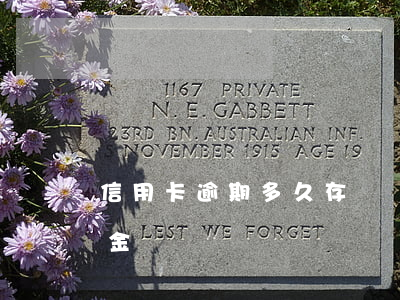 1167 PRIVATE
N. E. GABBETT
23RD BN. AUSTRALIAN INF.
5 NOVEMBER 1915 AGE 19
信用卡逾期多久存
金
LEST WE FORGET